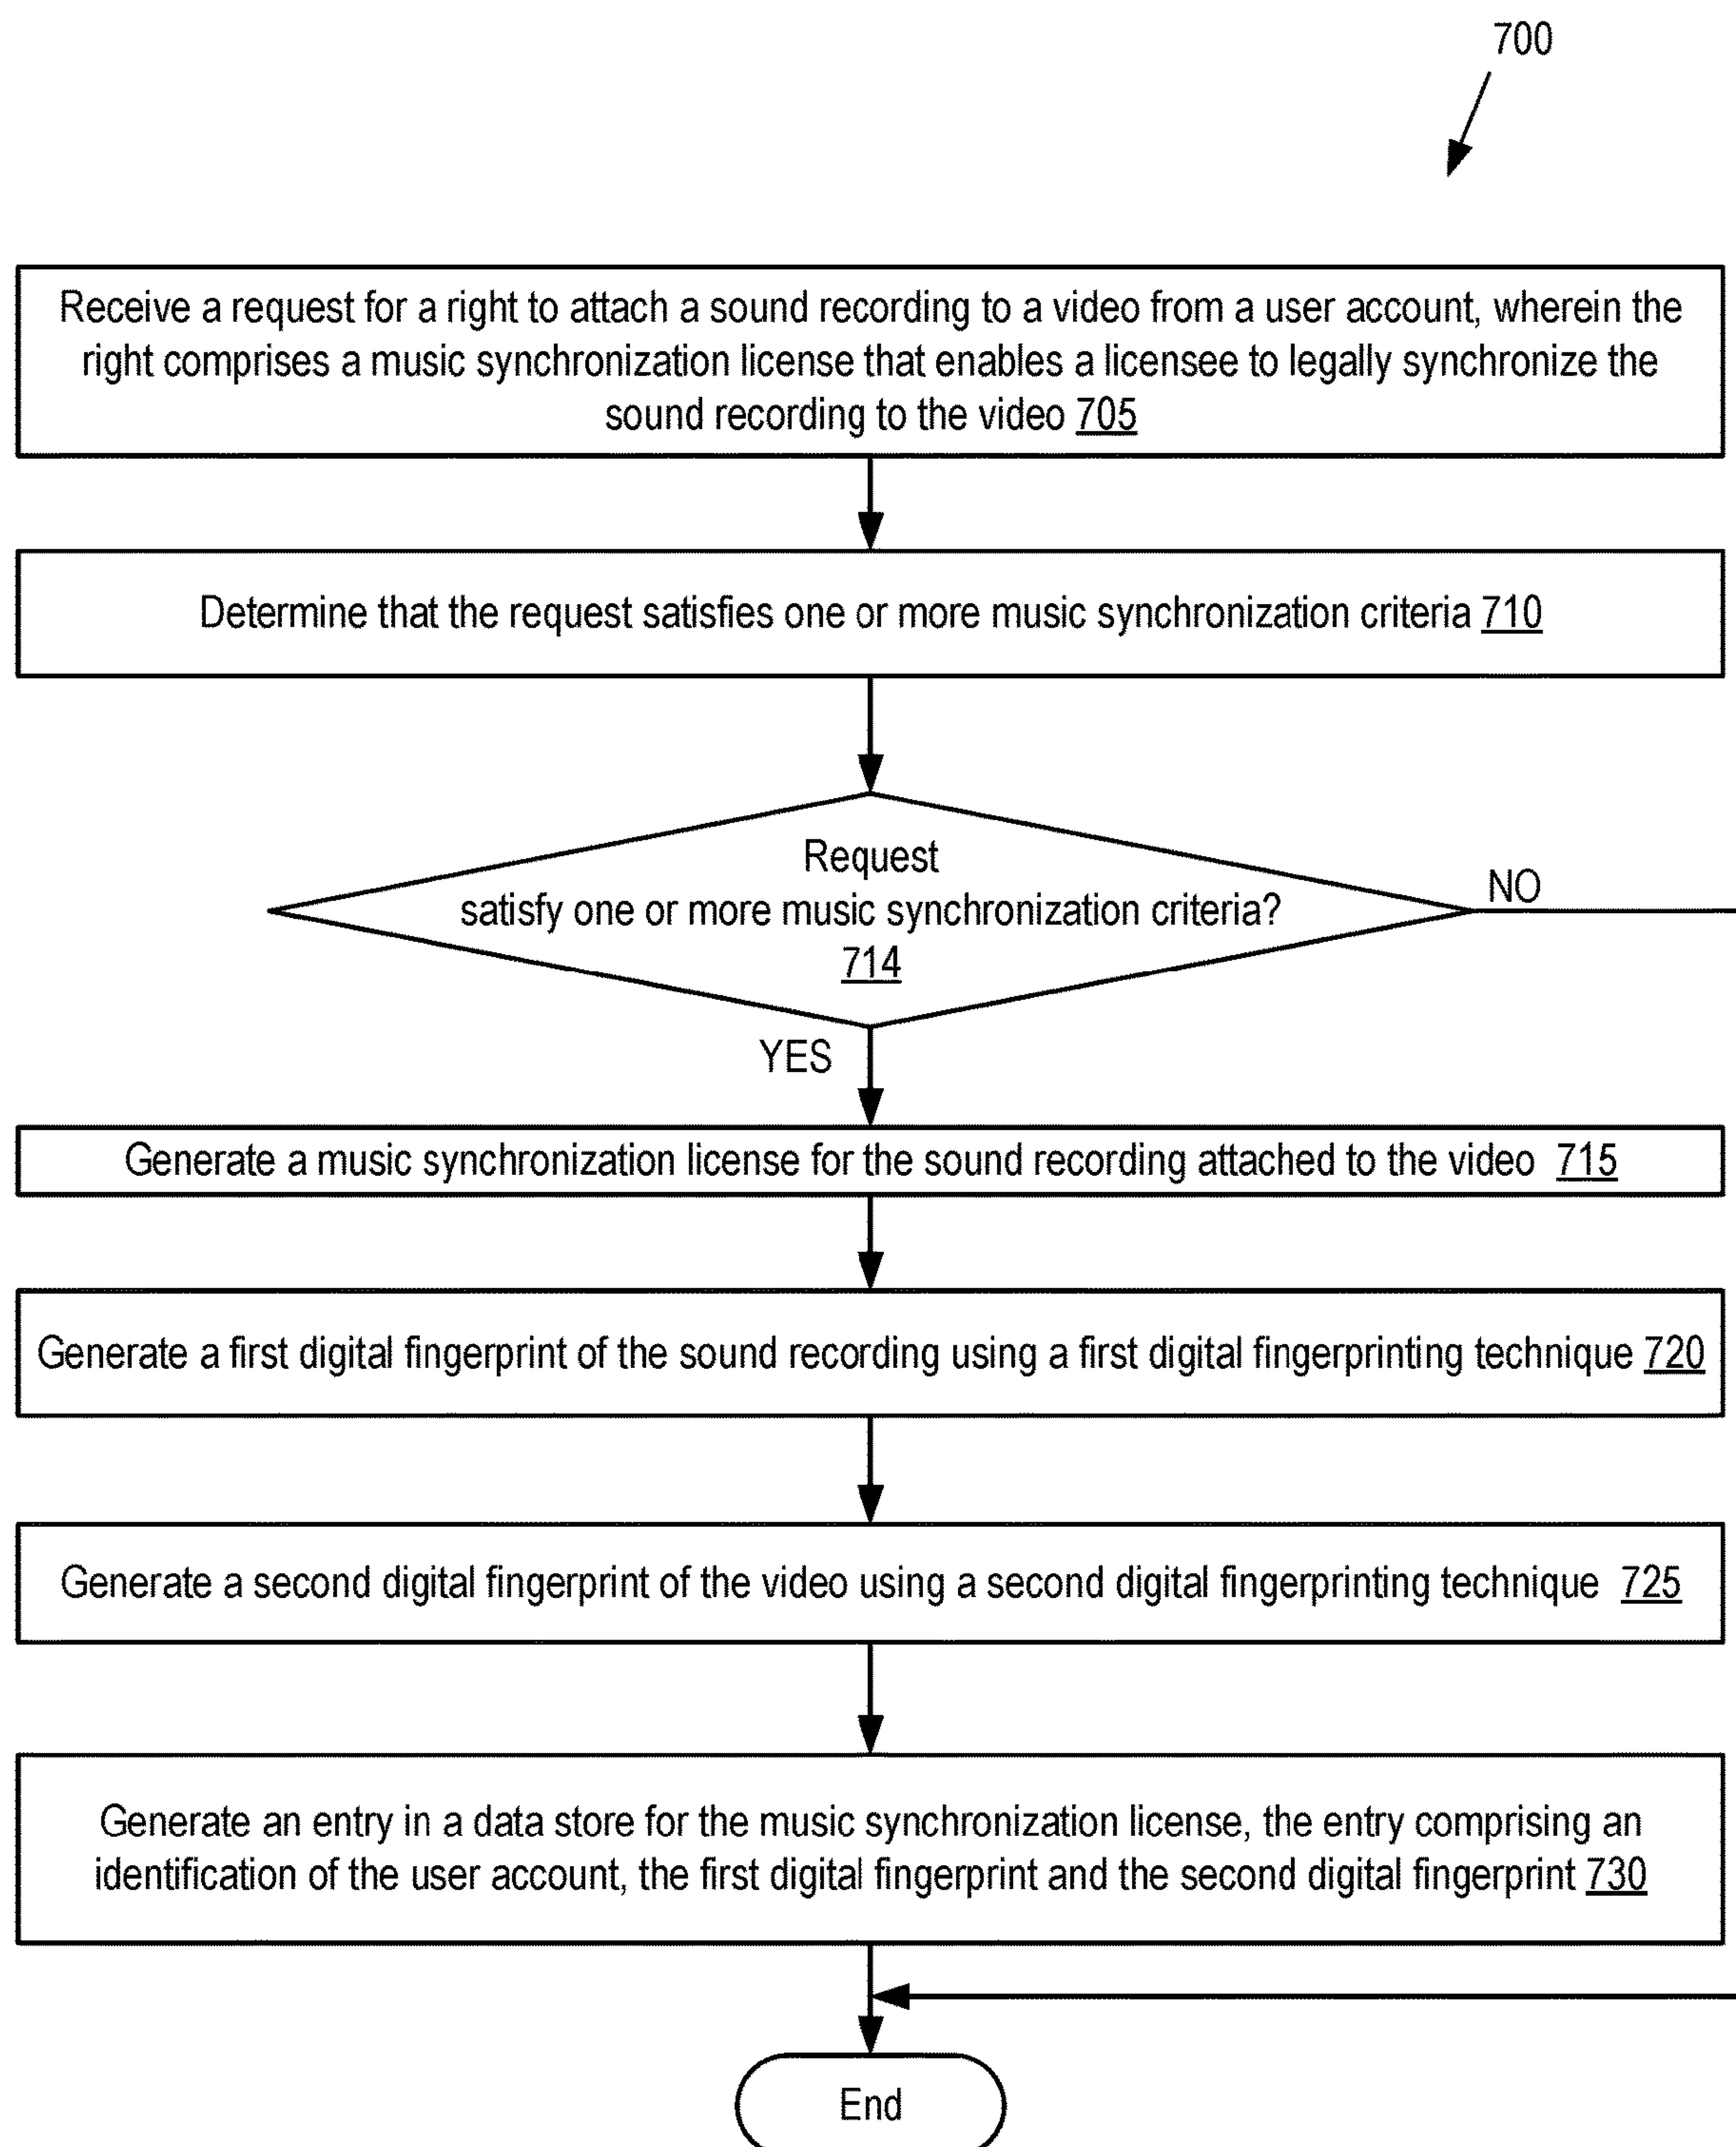 700
Receive a request for a right to attach a sound recording to a video from a user account, wherein the
right comprises a music synchronization license that enables a licensee to legally synchronize the
sound recording to the video 705
Determine that the request satisfies one or more music synchronization criteria 710
Request
satisfy one or more music synchronization criteria?
714
NO
YES
Generate a music synchronization license for the sound recording attached to the video 715
Generate a first digital fingerprint of the sound recording using a first digital fingerprinting technique 720
Generate a second digital fingerprint of the video using a second digital fingerprinting technique 725
Generate an entry in a data store for the music synchronization license, the entry comprising an
identification of the user account, the first digital fingerprint and the second digital fingerprint 730
End